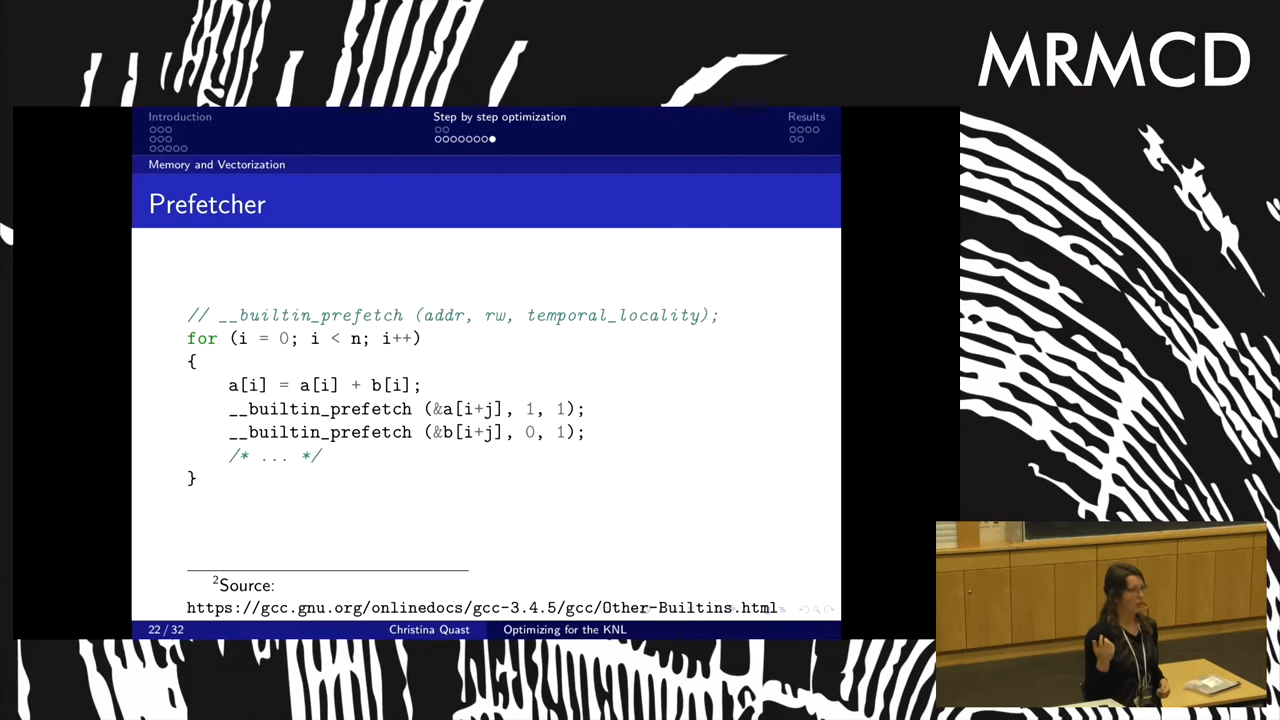 MRMCD
Introduction
Step by step optimization
Results
Memory and Vectorization
Prefetcher
// __builtin_prefetch (addr, rw, temporal_locality);
for (i = 0; i < n; i++)
{
a[i] = a[i] + b[i];
__builtin_prefetch (&a[i+j], 1, 1);
__builtin_prefetch (&b[i+j], 0, 1);
/* ... */
}
2Source:
https://gcc.gnu.org/onlinedocs/gcc-3.4.5/gcc/Other-Builtins.html
22 / 32 Christina Quast Optimizing for the KNL